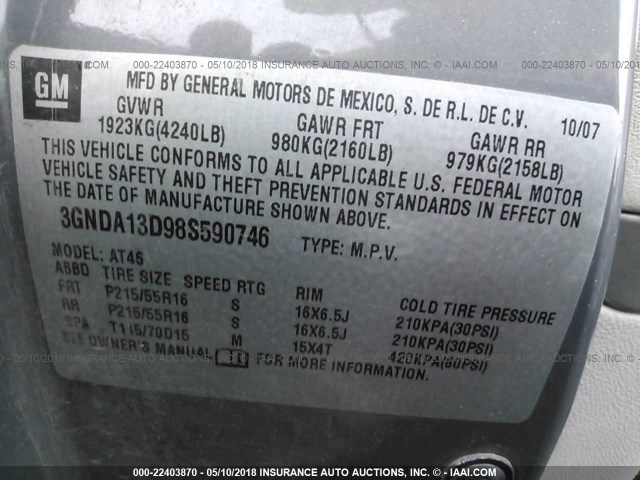 000-22403870 - 05/10/2018 INSURANCE AUTO AUCTIONS INC. - © IAAI.COM
GM
MFD BY GENERAL MOTORS DE MEXICO, S. DE R.L. DE C.V.
10/07
GVWR GAWR FRT GAWR RR
1923KG(4240LB) 980KG(2160LB) 979KG(2158LB)
THIS VEHICLE CONFORMS TO ALL APPLICABLE U.S. FEDERAL MOTOR
VEHICLE SAFETY AND THEFT PREVENTION STANDARDS IN EFFECT ON
THE DATE OF MANUFACTURE SHOWN ABOVE.
3GNDA13D98S590746 TYPE: M.P.V.
MODEL: AT46
TIRE SIZE SPEED RTG RIM COLD TIRE PRESSURE
FRT P215/55R16 S 16X6.5J 210KPA(30PSI)
RR P215/55R16 S 16X6.5J 210KPA(30PSI)
SPA T115/70D15 M 15X4T 420KPA(60PSI)
SEE OWNER'S MANUAL FOR MORE INFORMATION.
000-22403870 - 05/10/2018 INSURANCE AUTO AUCTIONS INC. - © IAAI.COM